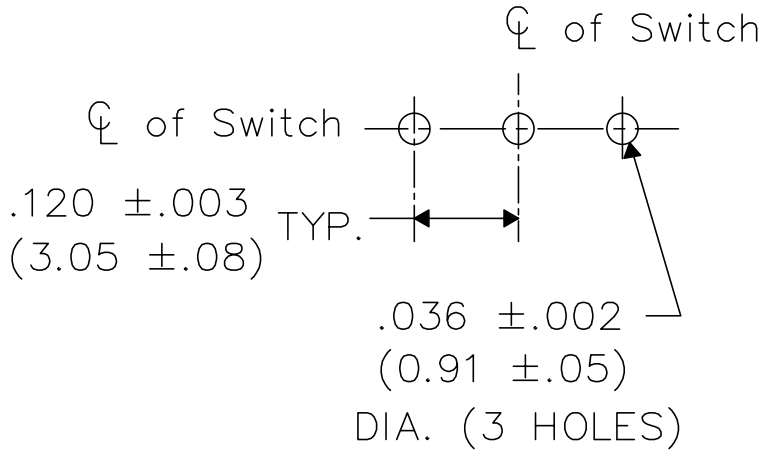 ℄ of Switch
℄ of Switch
.120 ±.003
(3.05 ±.08)
TYP.
.036 ±.002
(0.91 ±.05)
DIA. (3 HOLES)